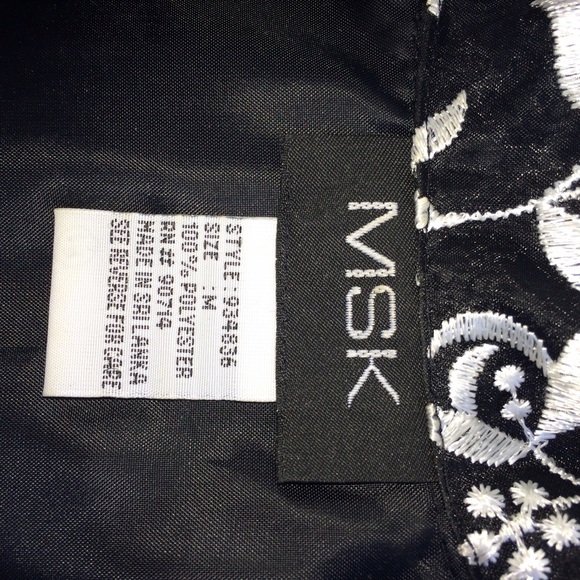 MSK
STYLE : 934836
SIZE : M
100% POLYESTER
RN # 90714
MADE IN SRI LANKA
SEE REVERSE FOR CARE